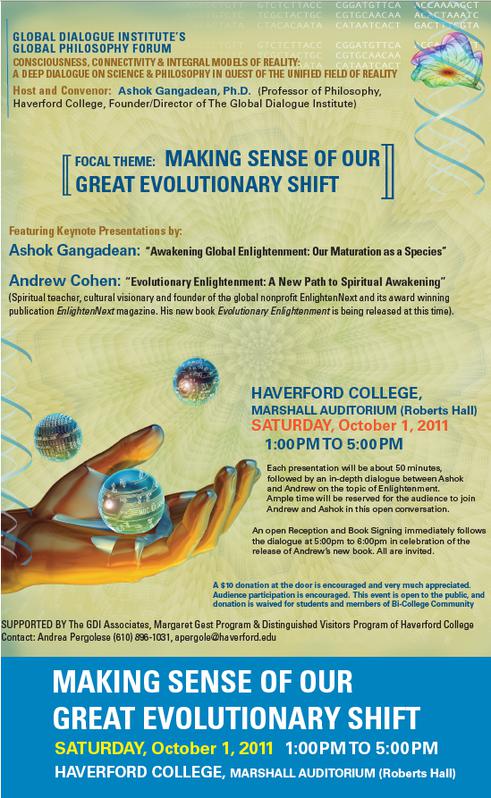 GTGTT GTCTCTTACC CGGATGTTCA ACCAAAAGCT
TCGCTACTGC CGTGCAACAA ACACTAAATC
CTACACAATA CATAATCACT GACTTTCGTA
GLOBAL DIALOGUE INSTITUTE'S
GLOBAL PHILOSOPHY FORUM
CONSCIOUSNESS, CONNECTIVITY & INTEGRAL MODELS OF REALITY:
A DEEP DIALOGUE ON SCIENCE & PHILOSOPHY IN QUEST OF THE UNIFIED FIELD OF REALITY
Host and Convenor: Ashok Gangadean, Ph.D. (Professor of Philosophy,
Haverford College, Founder/Director of The Global Dialogue Institute)
FOCAL THEME: MAKING SENSE OF OUR
GREAT EVOLUTIONARY SHIFT
Featuring Keynote Presentations by:
Ashok Gangadean: "Awakening Global Enlightenment: Our Maturation as a Species"
Andrew Cohen: "Evolutionary Enlightenment: A New Path to Spiritual Awakening"
(Spiritual teacher, cultural visionary and founder of the global nonprofit EnlightenNext and its award winning
publication EnlightenNext magazine. His new book Evolutionary Enlightenment is being released at this time).
HAVERFORD COLLEGE,
MARSHALL AUDITORIUM (Roberts Hall)
SATURDAY, October 1, 2011
1:00PM TO 5:00PM
Each presentation will be about 50 minutes,
followed by an in-depth dialogue between Ashok
and Andrew on the topic of Enlightenment.
Ample time will be reserved for the audience to join
Andrew and Ashok in this open conversation.
An open Reception and Book Signing immediately follows
the dialogue at 5:00pm to 6:00pm in celebration of the
release of Andrew's new book. All are invited.
A $10 donation at the door is encouraged and very much appreciated.
Audience participation is encouraged. This event is open to the public, and
donation is waived for students and members of Bi-College Community
SUPPORTED BY The GDI Associates, Margaret Gest Program & Distinguished Visitors Program of Haverford College
Contact: Andrea Pergolese (610) 896-1031, apergole@haverford.edu
MAKING SENSE OF OUR
GREAT EVOLUTIONARY SHIFT
SATURDAY, October 1, 2011 1:00PM TO 5:00PM
HAVERFORD COLLEGE, MARSHALL AUDITORIUM (Roberts Hall)